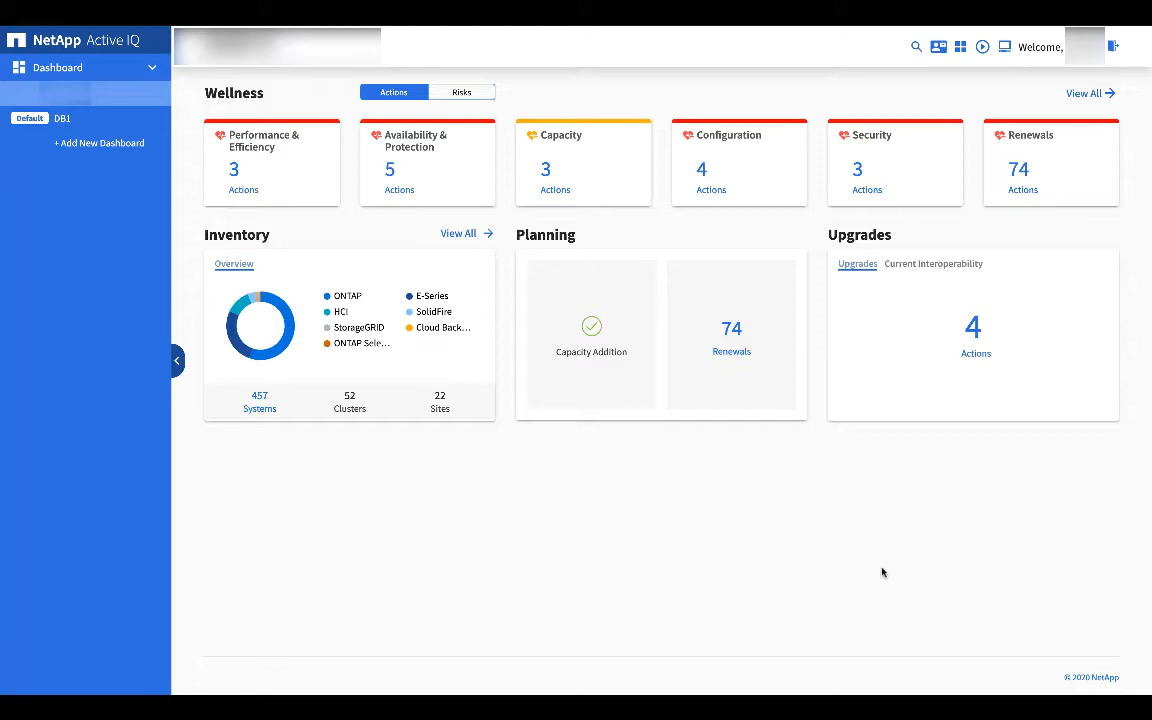 NetApp Active IQ
Welcome,
Dashboard
Default DB1
+ Add New Dashboard
Wellness
Actions Risks
View All
Performance & Efficiency
3
Actions
Availability & Protection
5
Actions
Capacity
3
Actions
Configuration
4
Actions
Security
3
Actions
Renewals
74
Actions
Inventory
View All
Overview
ONTAP
HCI
StorageGRID
ONTAP Sele...
E-Series
SolidFire
Cloud Back...
457
Systems
52
Clusters
22
Sites
Planning
Capacity Addition
74
Renewals
Upgrades
Upgrades Current Interoperability
4
Actions
© 2020 NetApp